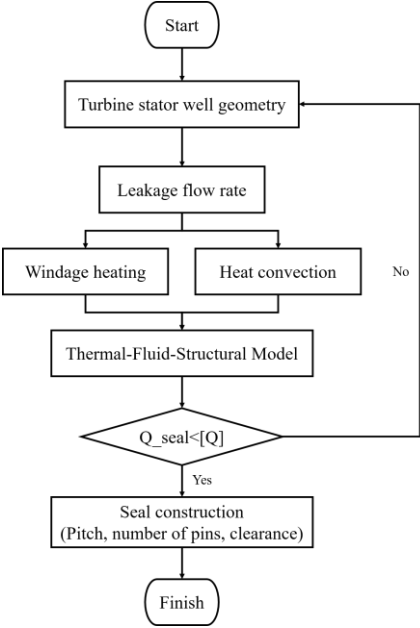 Start
Turbine stator well geometry
Leakage flow rate
Windage heating
Heat convection
No
Thermal-Fluid-Structural Model
Q_seal<[Q]
Yes
Seal construction
(Pitch, number of pins, clearance)
Finish